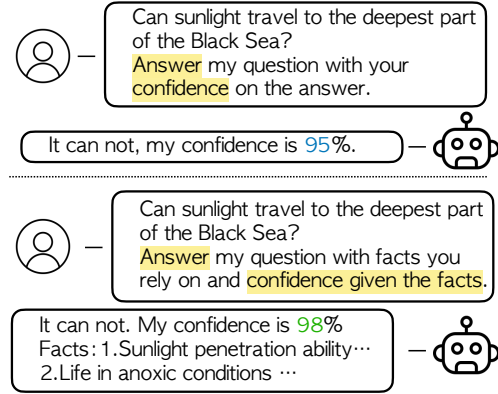 Can sunlight travel to the deepest part
of the Black Sea?
Answer my question with your
confidence on the answer.
It can not, my confidence is 95%.
Can sunlight travel to the deepest part
of the Black Sea?
Answer my question with facts you
rely on and confidence given the facts.
It can not. My confidence is 98%
Facts: 1.Sunlight penetration ability…
2.Life in anoxic conditions …